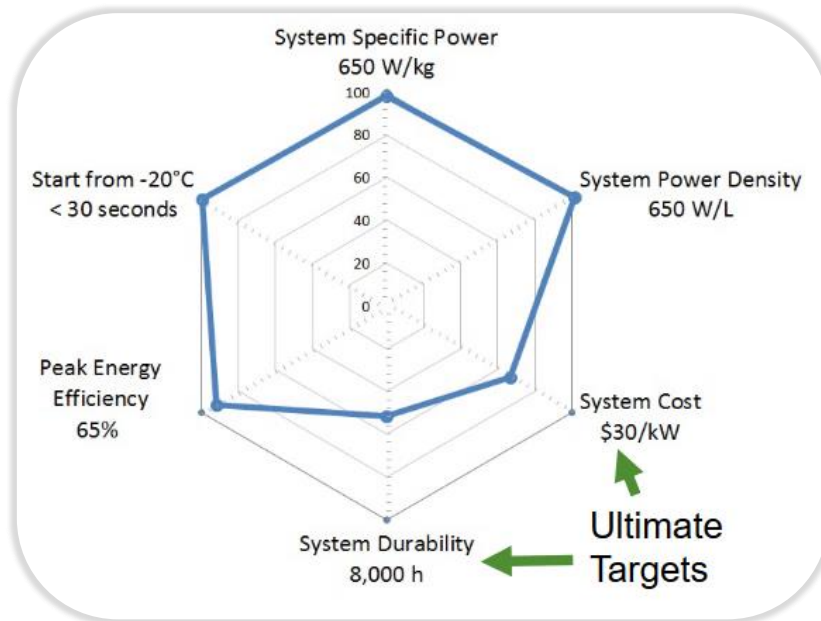 System Specific Power
650 W/kg
100
80
60
40
20
0
Start from -20°C
< 30 seconds
System Power Density
650 W/L
Peak Energy
Efficiency
65%
System Cost
$30/kW
System Durability
8,000 h
Ultimate
Targets